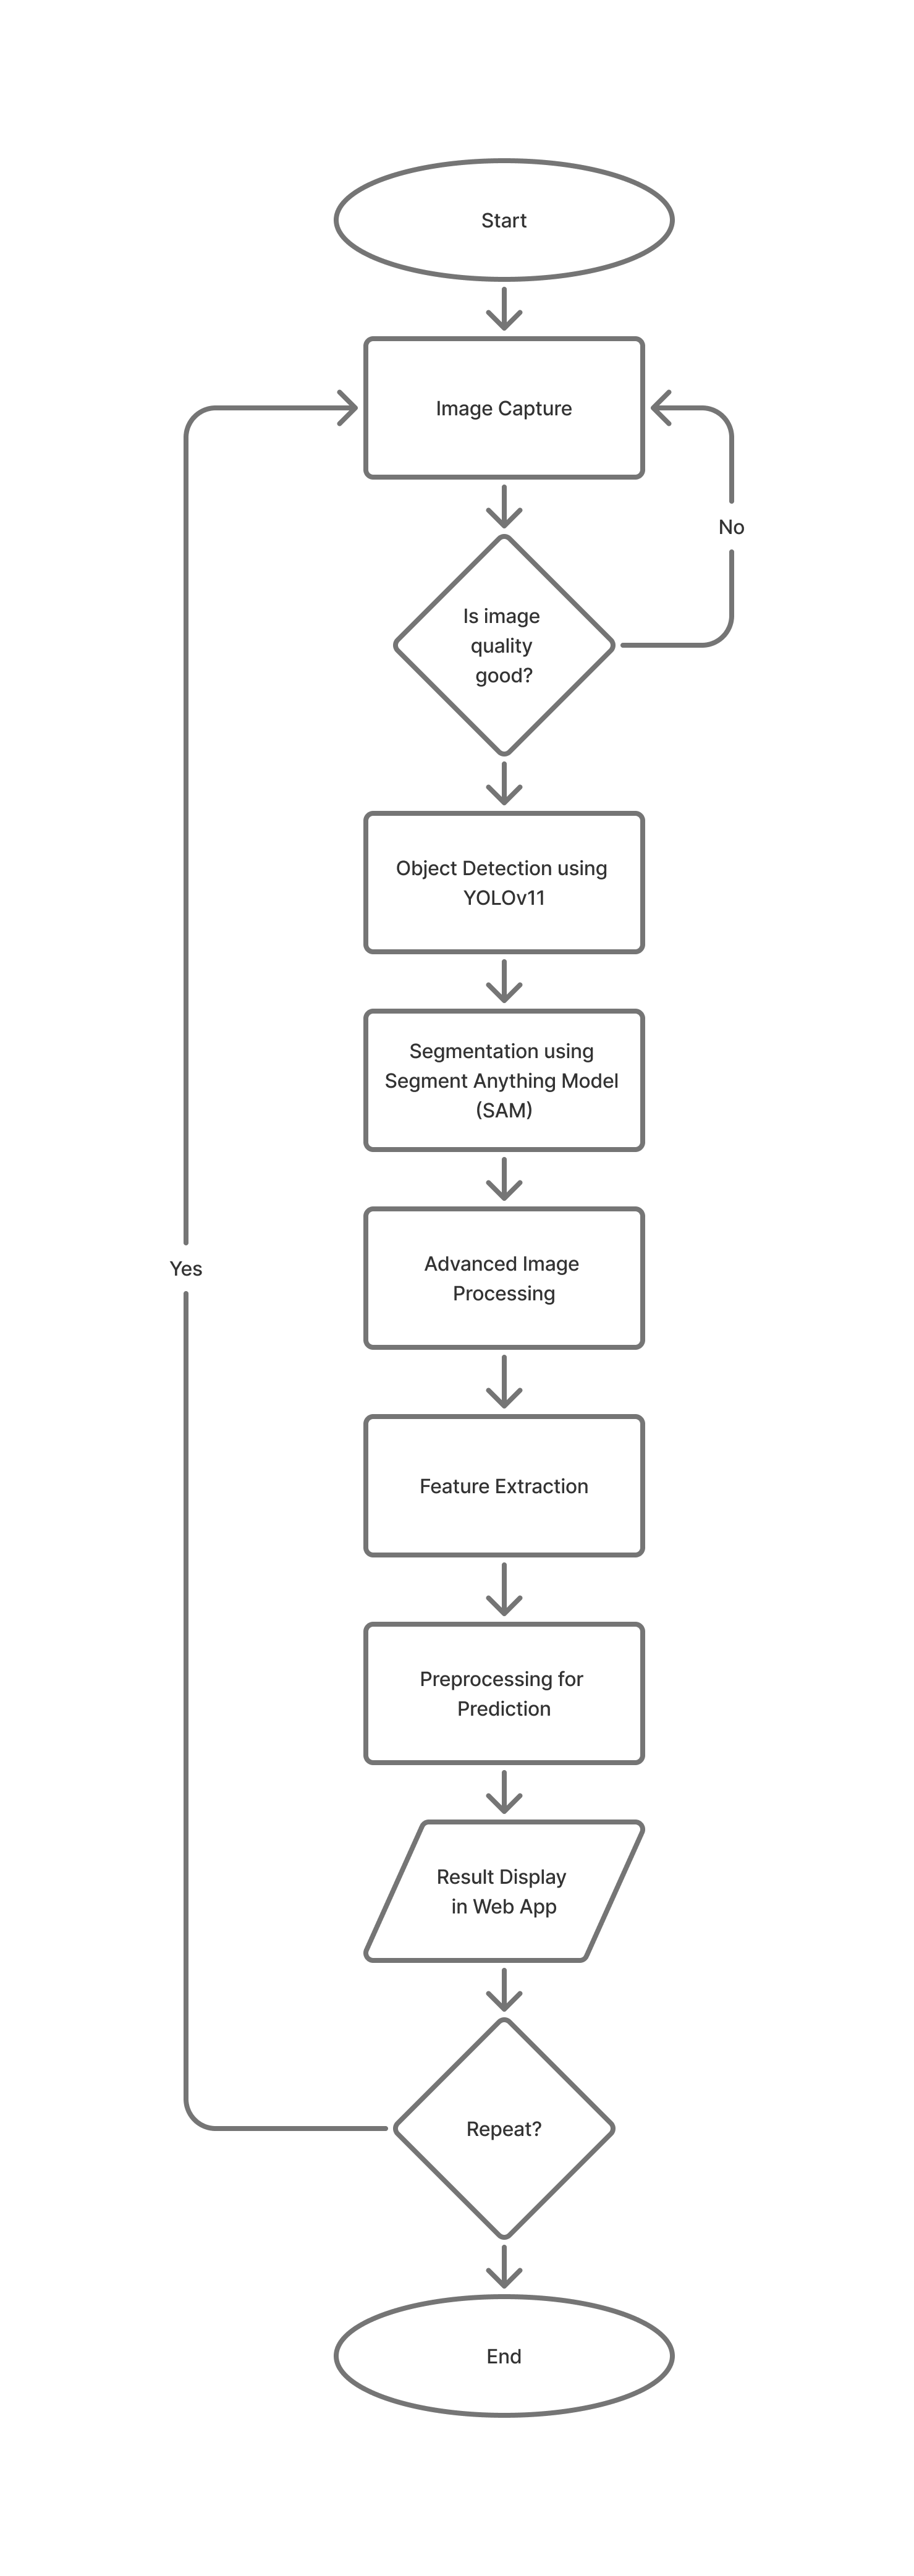 Start
Image Capture
No
Is image
quality
good?
Object Detection using
YOLOv11
Segmentation using
Segment Anything Model
(SAM)
Advanced Image
Processing
Yes
Feature Extraction
Preprocessing for
Prediction
Result Display
in Web App
Repeat?
End